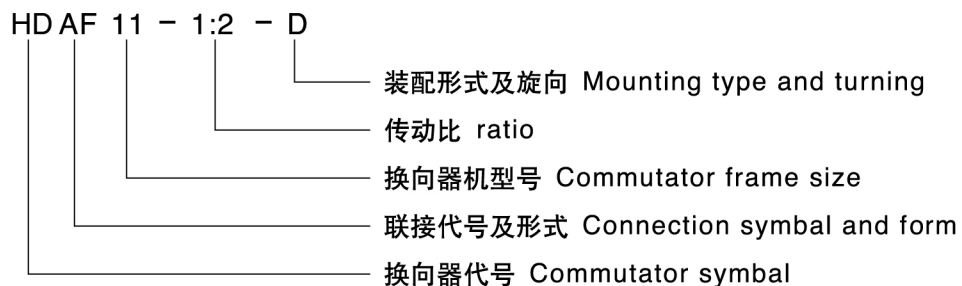 HD AF 11 - 1:2 - D
装配形式及旋向 Mounting type and turning
传动比 ratio
换向器机型号 Commutator frame size
联接代号及形式 Connection symbal and form
换向器代号 Commutator symbal